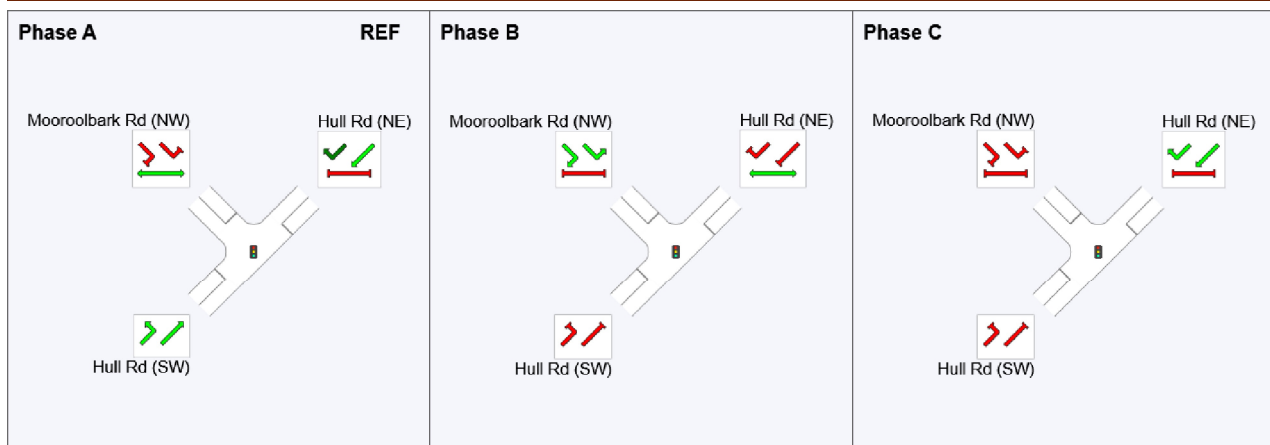 Phase A REF
Mooroolbark Rd (NW)
Hull Rd (NE)
Hull Rd (SW)
Phase B
Mooroolbark Rd (NW)
Hull Rd (NE)
Hull Rd (SW)
Phase C
Mooroolbark Rd (NW)
Hull Rd (NE)
Hull Rd (SW)